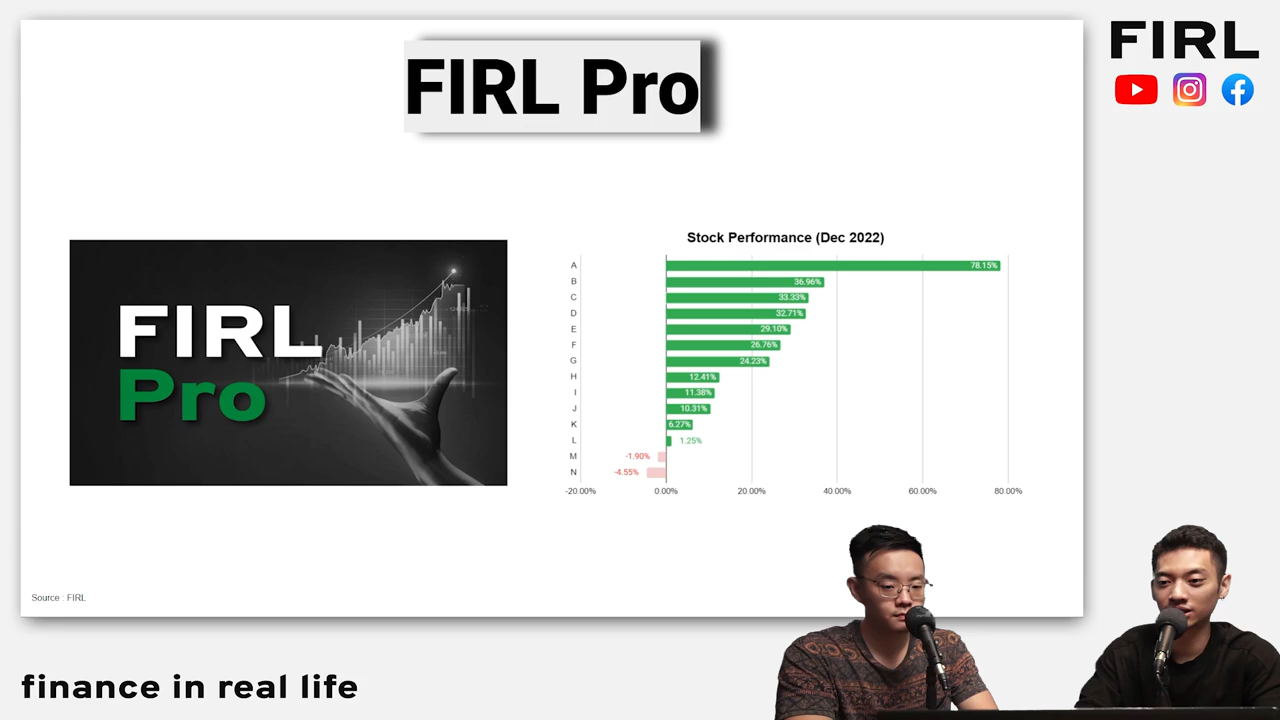 FIRL Pro
FIRL
FIRL
Pro
Stock Performance (Dec 2022)
A 78.15%
B 36.96%
C 33.33%
D 32.71%
E 29.10%
F 26.76%
G 24.23%
H 12.41%
I 11.38%
J 10.31%
K 6.27%
L 1.25%
M -1.90%
N -4.55%
-20.00% 0.00% 20.00% 40.00% 60.00% 80.00%
Source : FIRL
finance in real life